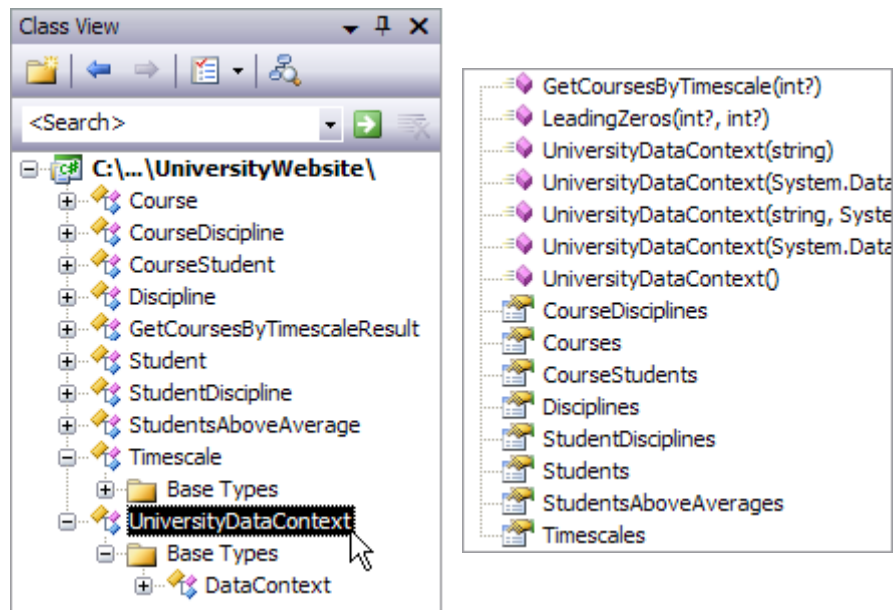 Class View
<Search>
C:\...\UniversityWebsite\
Course
CourseDiscipline
CourseStudent
Discipline
GetCoursesByTimescaleResult
Student
StudentDiscipline
StudentsAboveAverage
Timescale
Base Types
UniversityDataContext
Base Types
DataContext
GetCoursesByTimescale(int?)
LeadingZeros(int?, int?)
UniversityDataContext(string)
UniversityDataContext(System.Data
UniversityDataContext(string, Syste
UniversityDataContext(System.Data
UniversityDataContext()
CourseDisciplines
Courses
CourseStudents
Disciplines
StudentDisciplines
Students
StudentsAboveAverages
Timescales